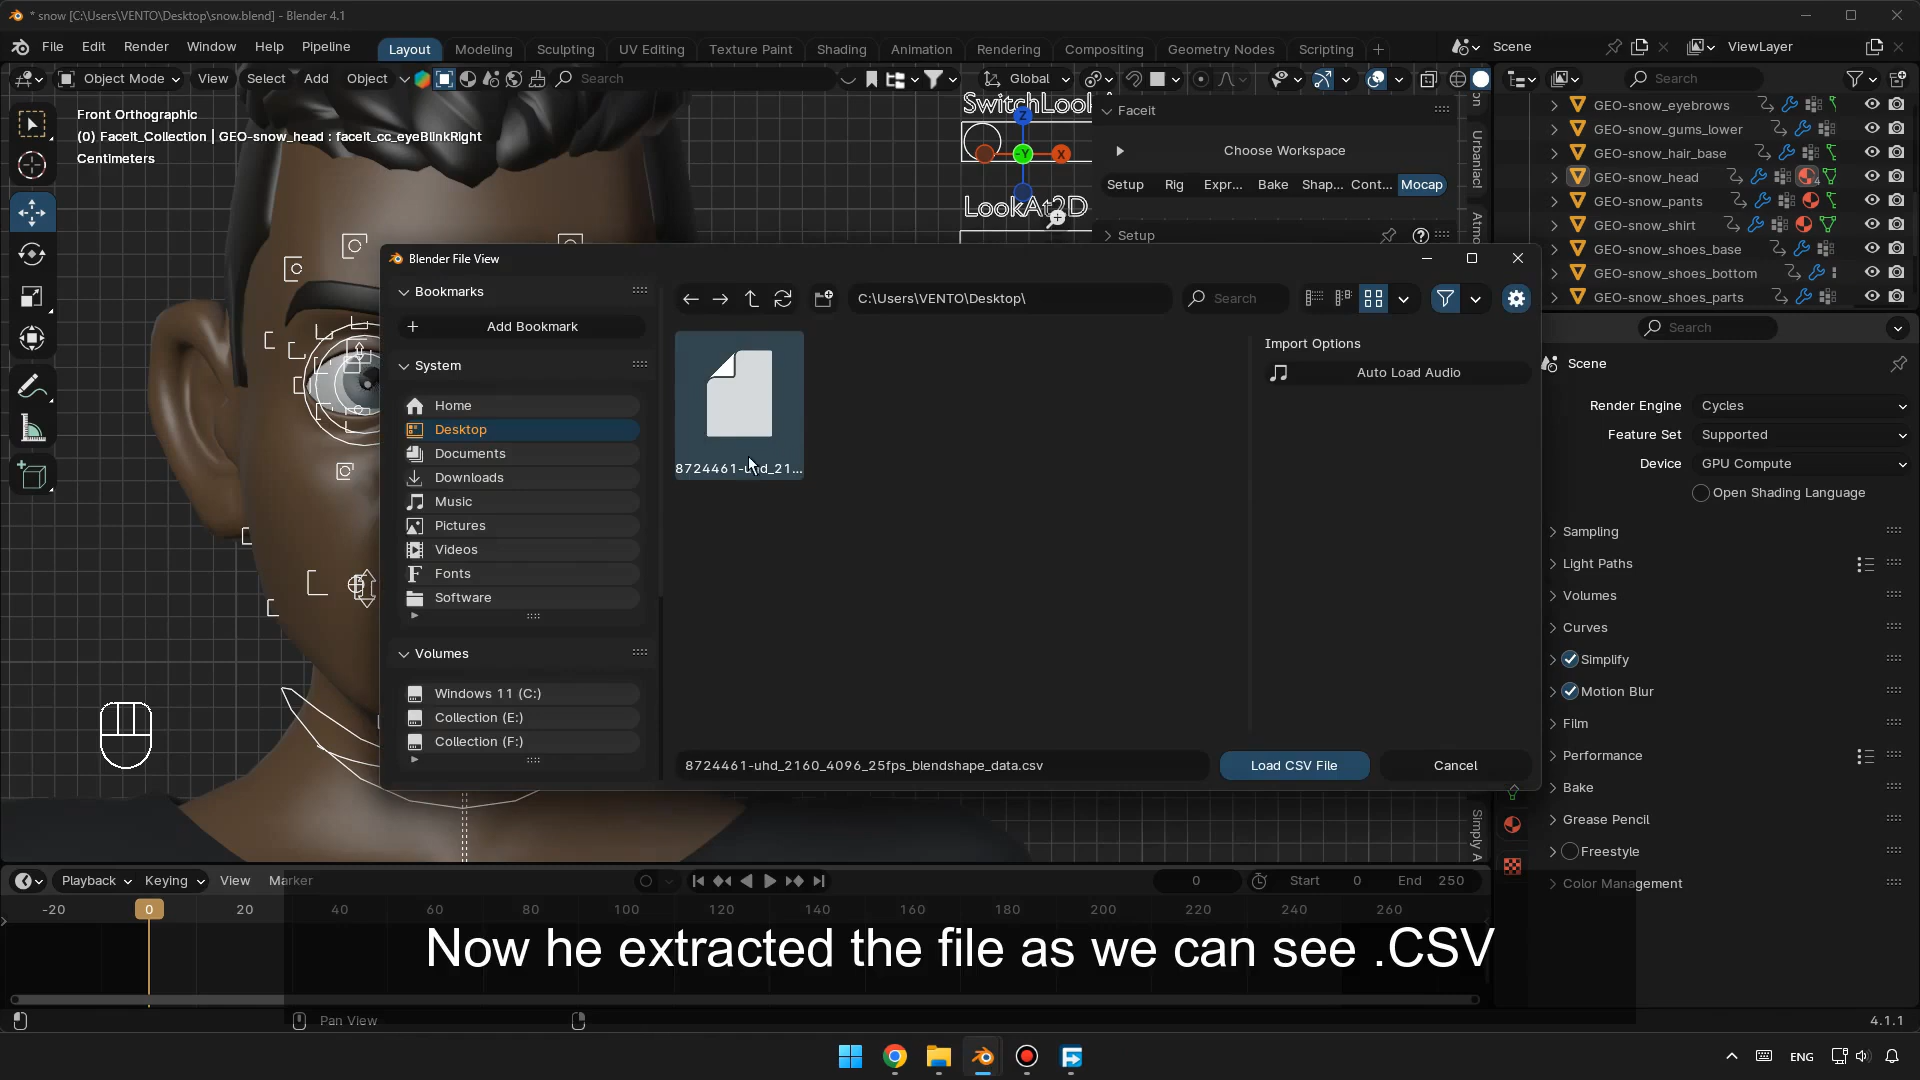 * snow [C:\Users\VENTO\Desktop\snow.blend] - Blender 4.1
File Edit Render Window Help Pipeline
Layout Modeling Sculpting UV Editing Texture Paint Shading Animation Rendering Compositing Geometry Nodes Scripting
Scene ViewLayer
Object Mode View Select Add Object Search Global
Search
Front Orthographic
(0) Faceit_Collection | GEO-snow_head : faceit_cc_eyeBlinkRight
Centimeters
SwitchLook
LookAt2D
X
Z
-Y
Faceit
Choose Workspace
Setup Rig Expr... Bake Shap... Cont... Mocap
Setup
Urbaniac!
GEO-snow_eyebrows
GEO-snow_gums_lower
GEO-snow_hair_base
GEO-snow_head
GEO-snow_pants
GEO-snow_shirt
GEO-snow_shoes_base
GEO-snow_shoes_bottom
GEO-snow_shoes_parts
Blender File View
Bookmarks
Add Bookmark
System
Home
Desktop
Documents
Downloads
Music
Pictures
Videos
Fonts
Software
Volumes
Windows 11 (C:)
Collection (E:)
Collection (F:)
C:\Users\VENTO\Desktop\
Search
8724461-uhd_21...
Import Options
Auto Load Audio
8724461-uhd_2160_4096_25fps_blendshape_data.csv
Load CSV File
Cancel
Search
Scene
Render Engine Cycles
Feature Set Supported
Device GPU Compute
Open Shading Language
Sampling
Light Paths
Volumes
Curves
Simplify
Motion Blur
Film
Performance
Bake
Grease Pencil
Freestyle
Color Management
Simply A
Playback Keying View Marker
0 Start 0 End 250
-20 0 20 40 60 80 100 120 140 160 180 200 220 240 260
Now he extracted the file as we can see .CSV
Pan View
4.1.1
ENG